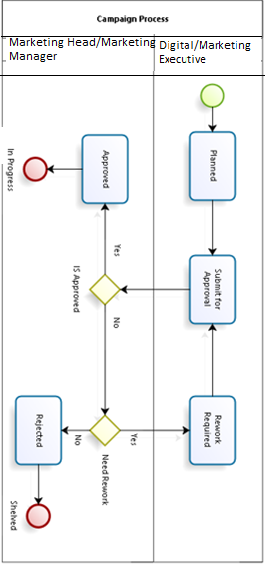 Campaign Process
Marketing Head/Marketing
Manager
Digital/Marketing
Executive
Planned
Approved
In Progress
Submit for
Approval
Yes
IS Approved
No
Rework
Required
Yes
Need Rework
No
Rejected
Shelved